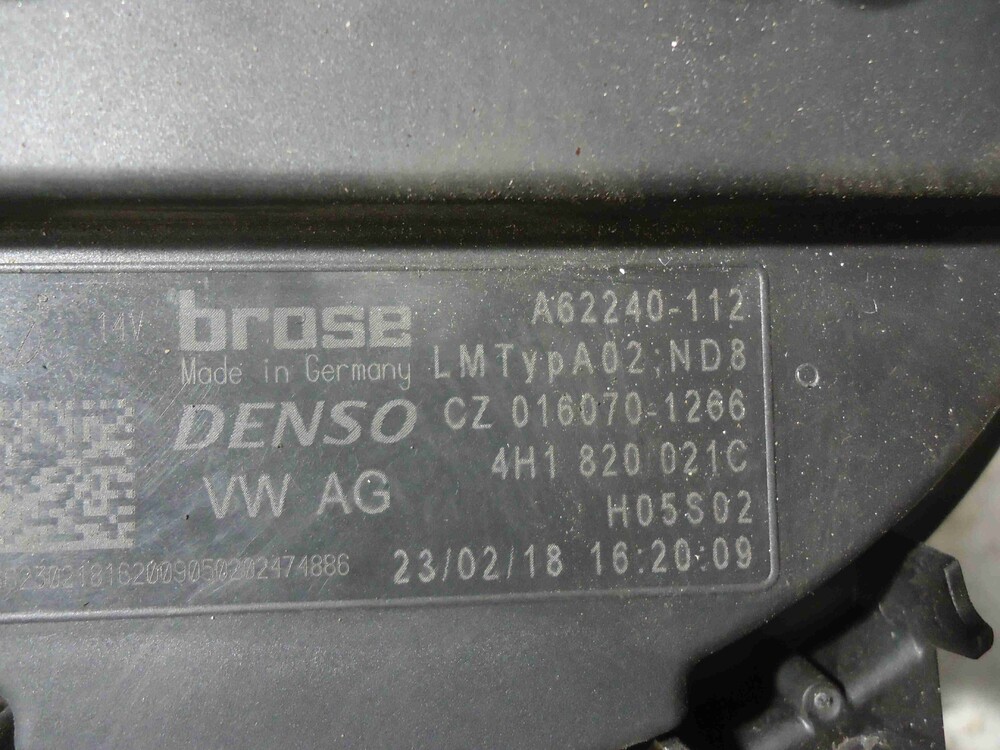 14V brose A62240-112
Made in Germany LMTypA02;ND8
DENSO CZ 016070-1266
4H1 820 021C
VW AG H05S02
23/02/18 16:20:09